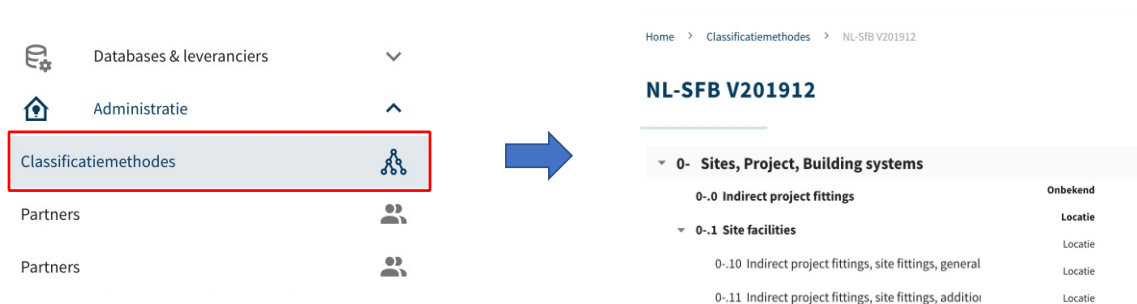 Databases & leveranciers
Administratie
Classificatiemethodes
Partners
Partners
Home > Classificatiemethodes > NL-SfB V201912
NL-SFB V201912
0- Sites, Project, Building systems
0-.0 Indirect project fittings Onbekend
Locatie
0-.1 Site facilities
Locatie
0-.10 Indirect project fittings, site fittings, general
Locatie
0-.11 Indirect project fittings, site fittings, addition
Locatie